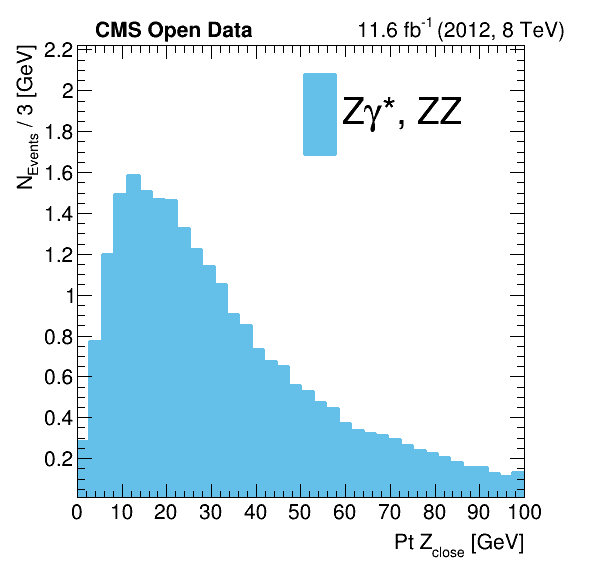 CMS Open Data 11.6 fb⁻¹ (2012, 8 TeV)
N_Events / 3 [GeV]
2.2
2
1.8
1.6
1.4
1.2
1
0.8
0.6
0.4
0.2
Zγ*, ZZ
0 10 20 30 40 50 60 70 80 90 100
Pt Z_close [GeV]